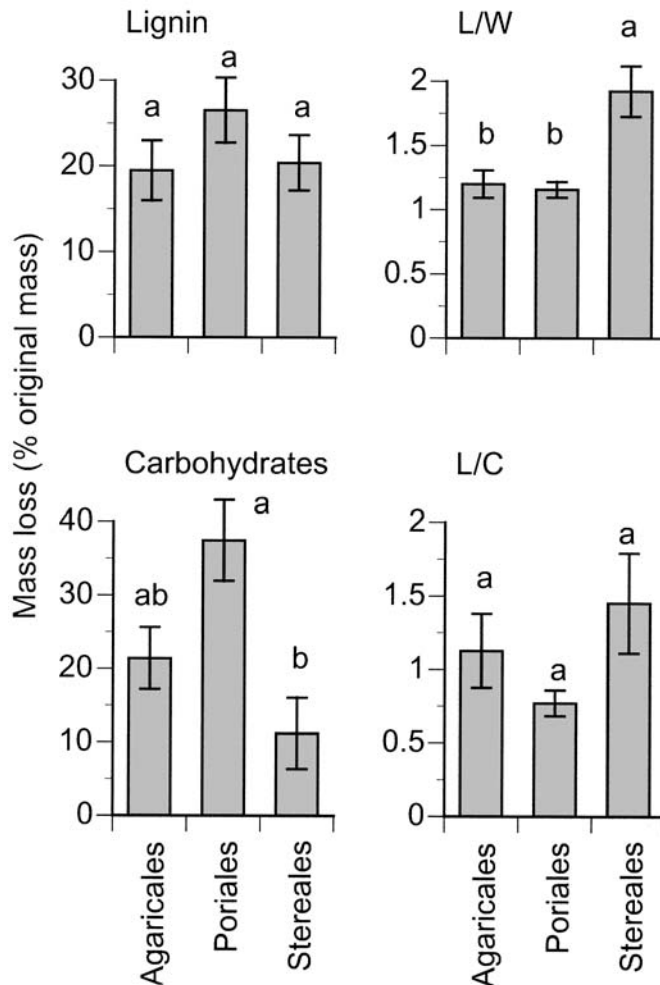 Lignin
a
a
a
30
20
10
0
L/W
a
b
b
2
1.5
1
0.5
0
Mass loss (% original mass)
Carbohydrates
a
ab
b
40
30
20
10
0
L/C
a
a
a
2
1.5
1
0.5
0
Agaricales
Poriales
Stereales
Agaricales
Poriales
Stereales